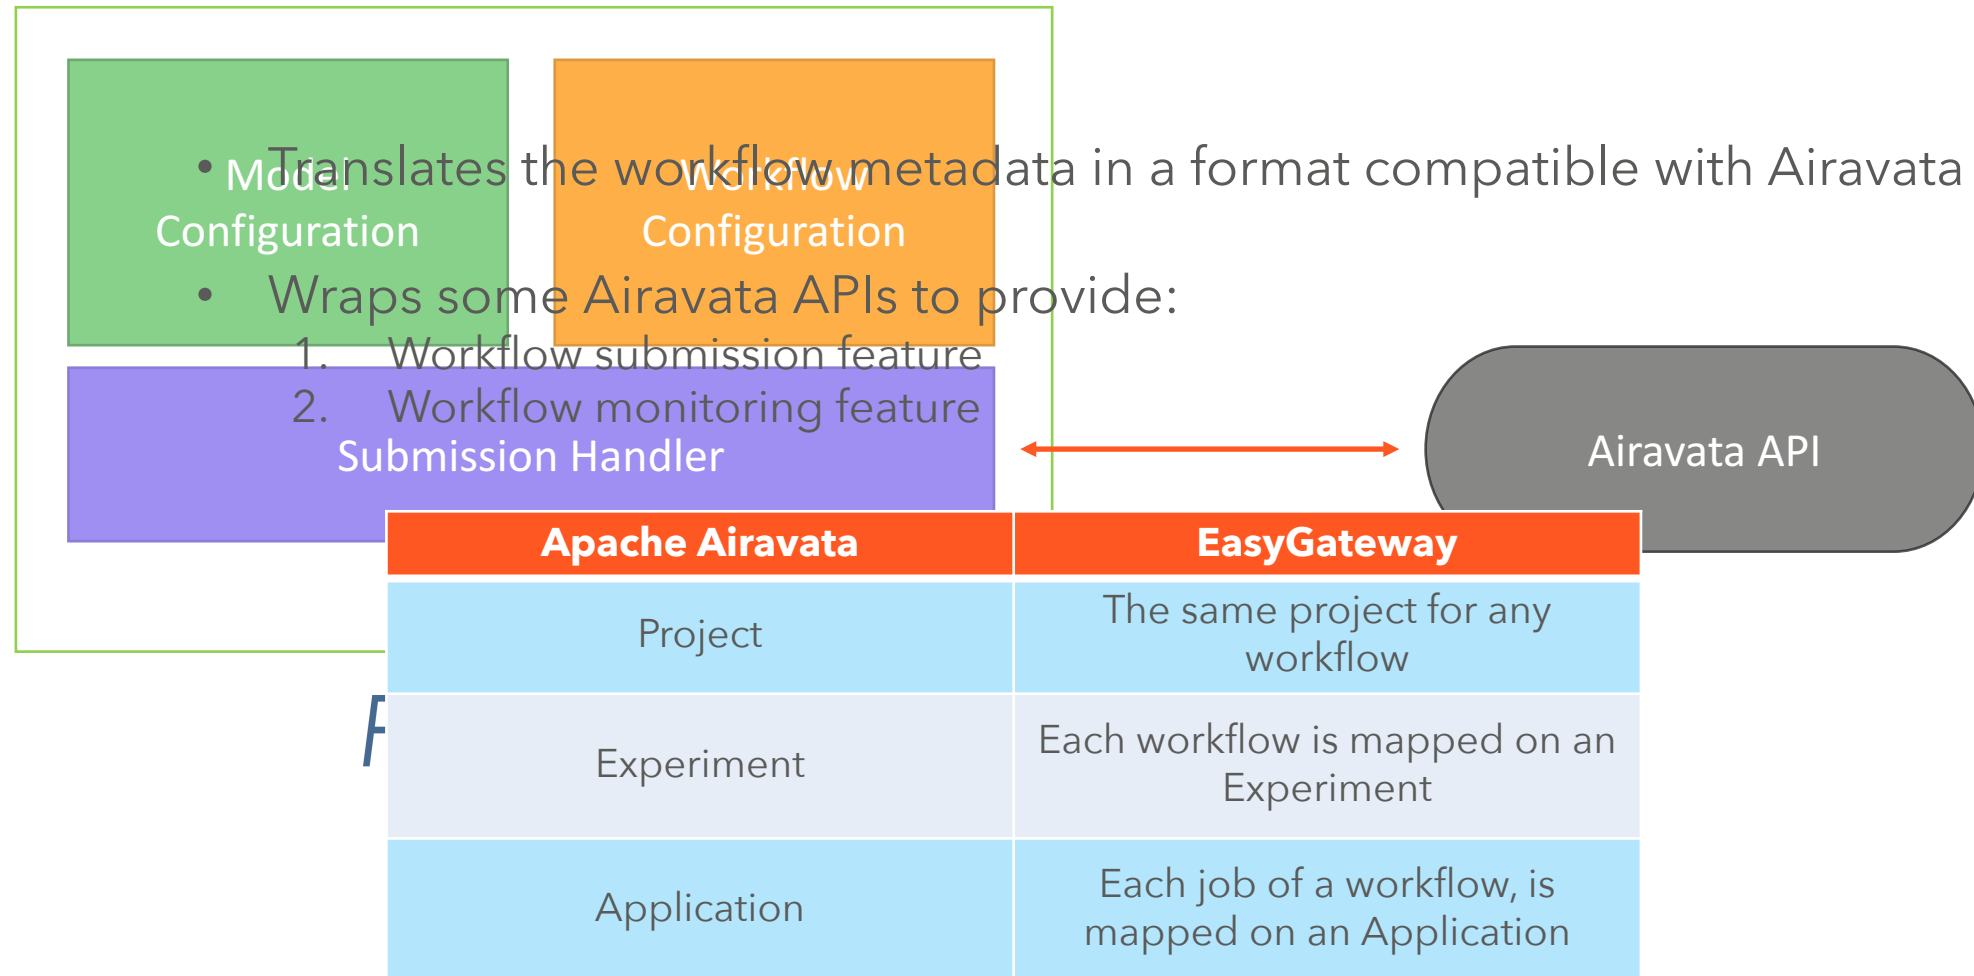 Model
Configuration
Workflow
Configuration
• Translates the workflow metadata in a format compatible with Airavata
• Wraps some Airavata APIs to provide:
1. Workflow submission feature
2. Workflow monitoring feature
Submission Handler
Airavata API
Apache Airavata EasyGateway
Project
The same project for any
workflow
Experiment
Each workflow is mapped on an
Experiment
Application
Each job of a workflow, is
mapped on an Application